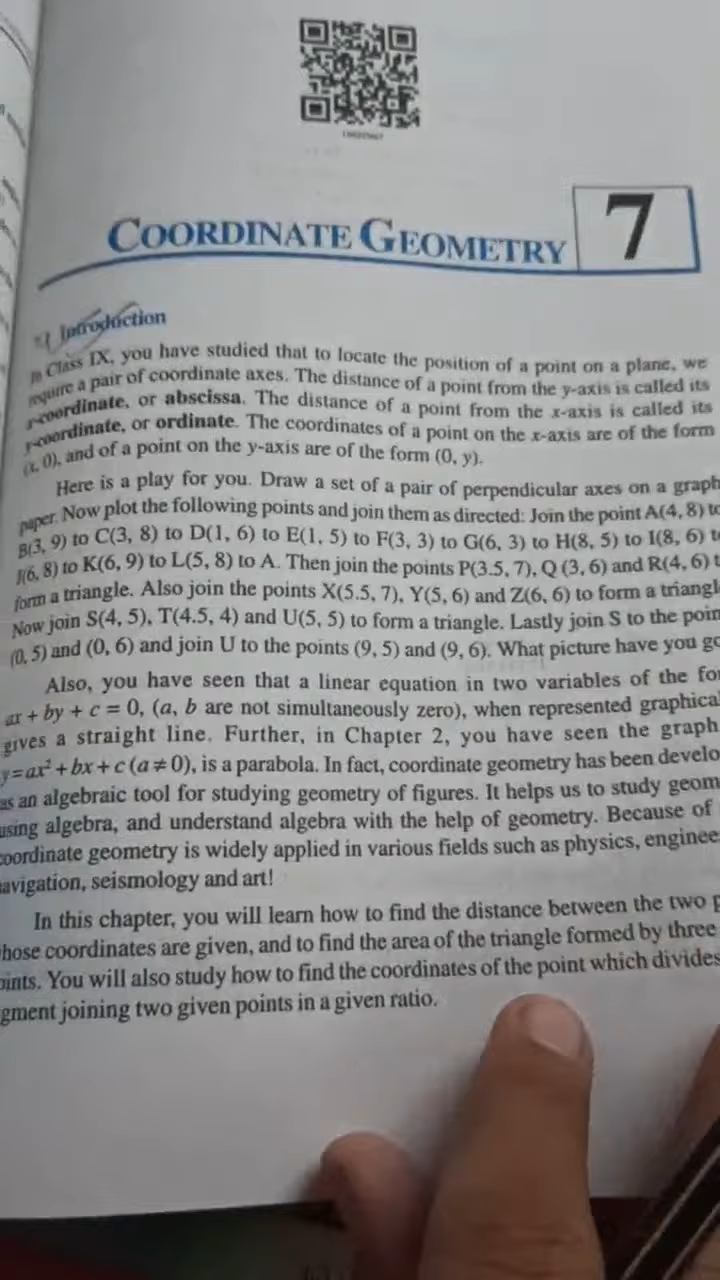 COORDINATE GEOMETRY 7
Introduction
In Class IX, you have studied that to locate the position of a point on a plane, we
require a pair of coordinate axes. The distance of a point from the y-axis is called its
x-coordinate, or abscissa. The distance of a point from the x-axis is called its
y-coordinate, or ordinate. The coordinates of a point on the x-axis are of the form
(x, 0), and of a point on the y-axis are of the form (0, y).
Here is a play for you. Draw a set of a pair of perpendicular axes on a graph
paper. Now plot the following points and join them as directed: Join the point A(4, 8) to
B(3, 9) to C(3, 8) to D(1, 6) to E(1, 5) to F(3, 3) to G(6, 3) to H(8, 5) to I(8, 6) t
J(6, 8) to K(6, 9) to L(5, 8) to A. Then join the points P(3.5, 7), Q (3, 6) and R(4, 6) t
form a triangle. Also join the points X(5.5, 7), Y(5, 6) and Z(6, 6) to form a triangl
Now join S(4, 5), T(4.5, 4) and U(5, 5) to form a triangle. Lastly join S to the poin
(0, 5) and (0, 6) and join U to the points (9, 5) and (9, 6). What picture have you go
Also, you have seen that a linear equation in two variables of the for
ax + by + c = 0, (a, b are not simultaneously zero), when represented graphical
gives a straight line. Further, in Chapter 2, you have seen the graph
y = ax² + bx + c (a ≠ 0), is a parabola. In fact, coordinate geometry has been develo
as an algebraic tool for studying geometry of figures. It helps us to study geom
using algebra, and understand algebra with the help of geometry. Because of
coordinate geometry is widely applied in various fields such as physics, enginee
navigation, seismology and art!
In this chapter, you will learn how to find the distance between the two p
hose coordinates are given, and to find the area of the triangle formed by three
oints. You will also study how to find the coordinates of the point which divides
gment joining two given points in a given ratio.